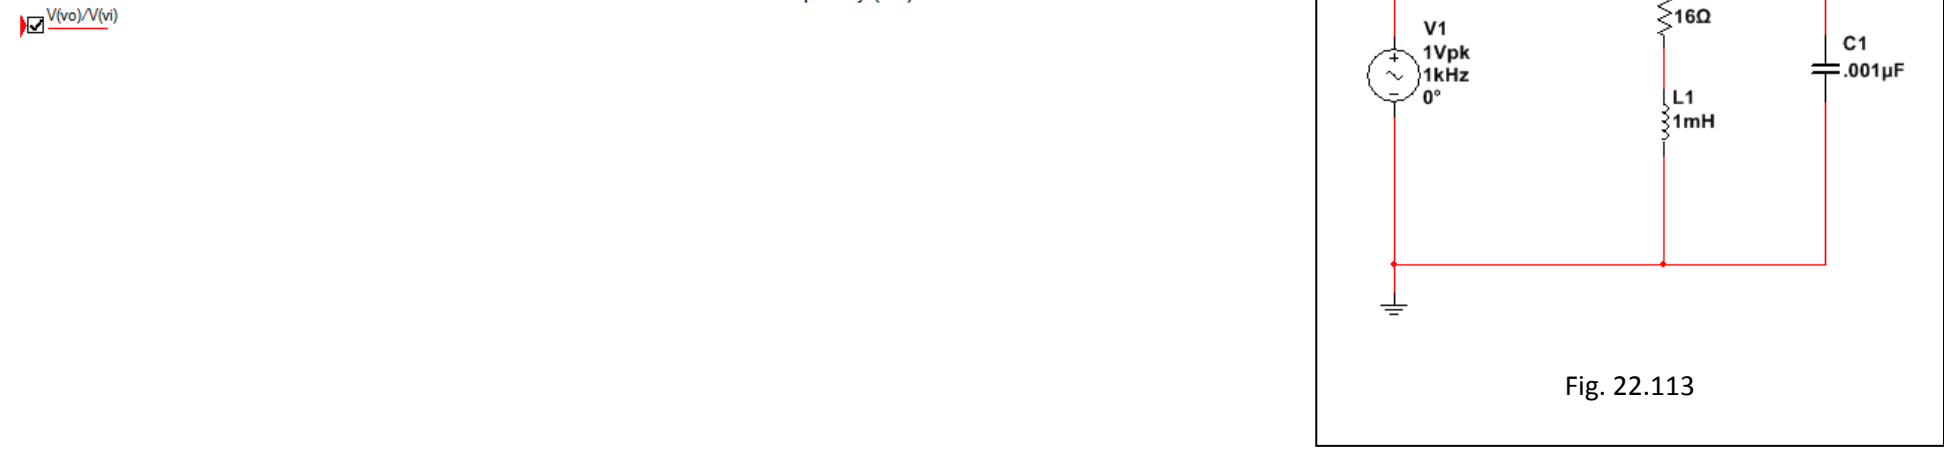 V(vo)/V(vi)
16Ω
V1
1Vpk
1kHz
0°
C1
.001µF
L1
1mH
Fig. 22.113